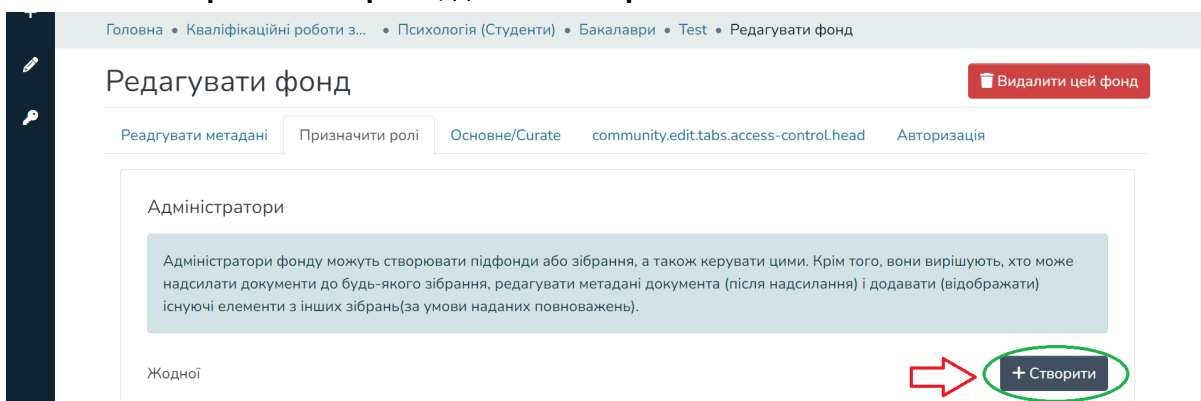 Головна • Кваліфікаційні роботи з... • Психологія (Студенти) • Бакалаври • Test • Редагувати фонд
Редагувати фонд
Видалити цей фонд
Реадгувати метадані Призначити ролі Основне/Curate community.edit.tabs.access-control.head Авторизація
Адміністратори
Адміністратори фонду можуть створювати підфонди або зібрання, а також керувати цими. Крім того, вони вирішують, хто може
надсилати документи до будь-якого зібрання, редагувати метадані документа (після надсилання) і додавати (відображати)
існуючі елементи з інших зібрань(за умови наданих повноважень).
Жодної
+ Створити